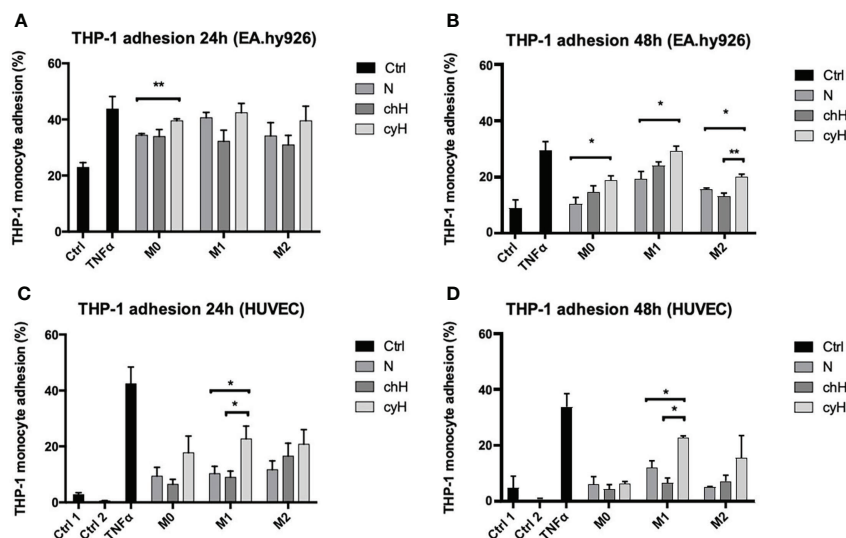 A
THP-1 adhesion 24h (EA.hy926)
THP-1 monocyte adhesion (%)
60
40
20
0
**
Ctrl
TNFα
M0
M1
M2
Ctrl
N
chH
cyH
B
THP-1 adhesion 48h (EA.hy926)
THP-1 monocyte adhesion (%)
60
40
20
0
*
*
*
**
Ctrl
TNFα
M0
M1
M2
Ctrl
N
chH
cyH
C
THP-1 adhesion 24h (HUVEC)
THP-1 monocyte adhesion (%)
60
40
20
0
*
*
Ctrl 1
Ctrl 2
TNFα
M0
M1
M2
Ctrl
N
chH
cyH
D
THP-1 adhesion 48h (HUVEC)
THP-1 monocyte adhesion (%)
60
40
20
0
*
*
Ctrl 1
Ctrl 2
TNFα
M0
M1
M2
Ctrl
N
chH
cyH